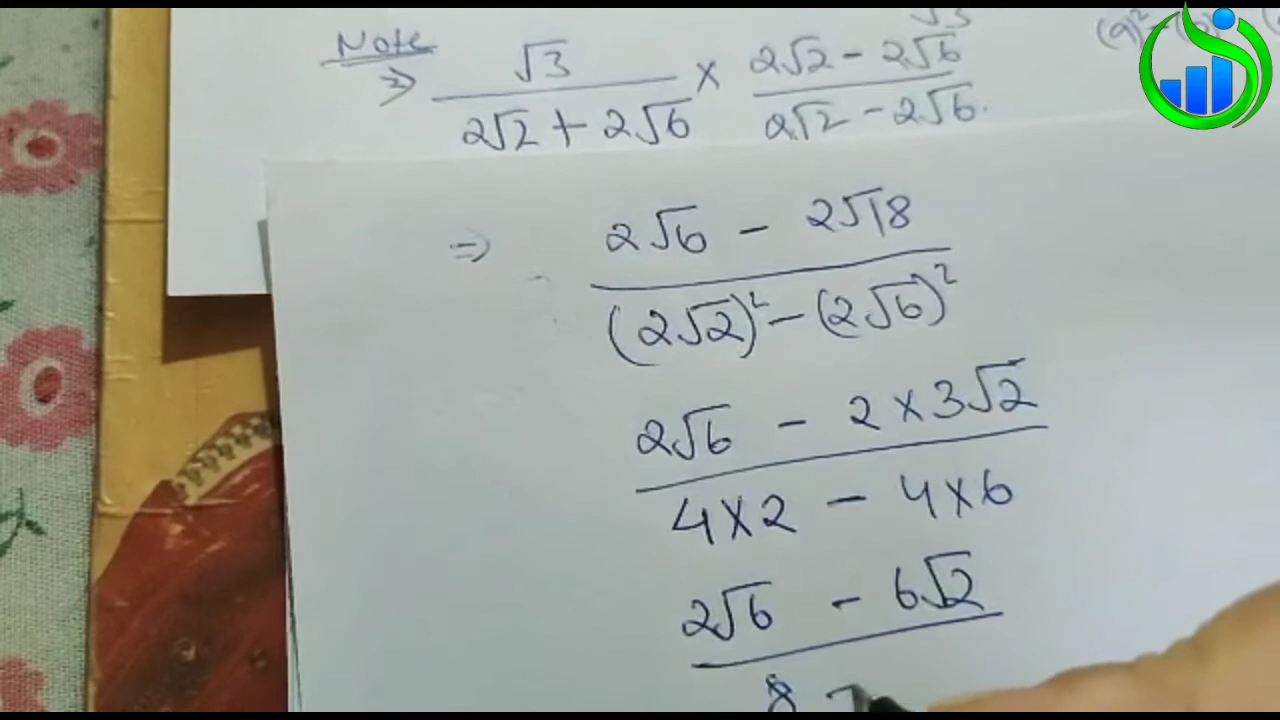 Note
⇒ √3 / (2√2 + 2√6) × (2√2 - 2√6) / (2√2 - 2√6)
⇒ (2√6 - 2√18) / ((2√2)² - (2√6)²)
(2√6 - 2×3√2) / (4×2 - 4×6)
(2√6 - 6√2) / (8 -